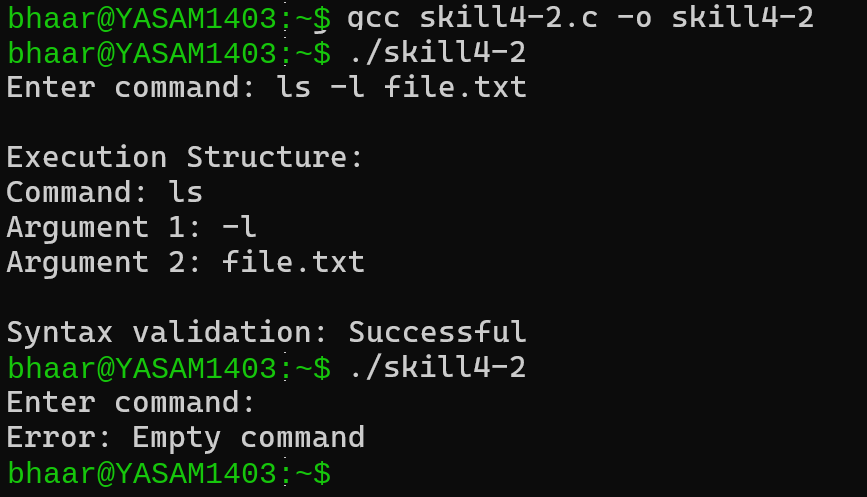 bhaar@YASAM1403:~$ gcc skill4-2.c -o skill4-2
bhaar@YASAM1403:~$ ./skill4-2
Enter command: ls -l file.txt
Execution Structure:
Command: ls
Argument 1: -l
Argument 2: file.txt
Syntax validation: Successful
bhaar@YASAM1403:~$ ./skill4-2
Enter command:
Error: Empty command
bhaar@YASAM1403:~$